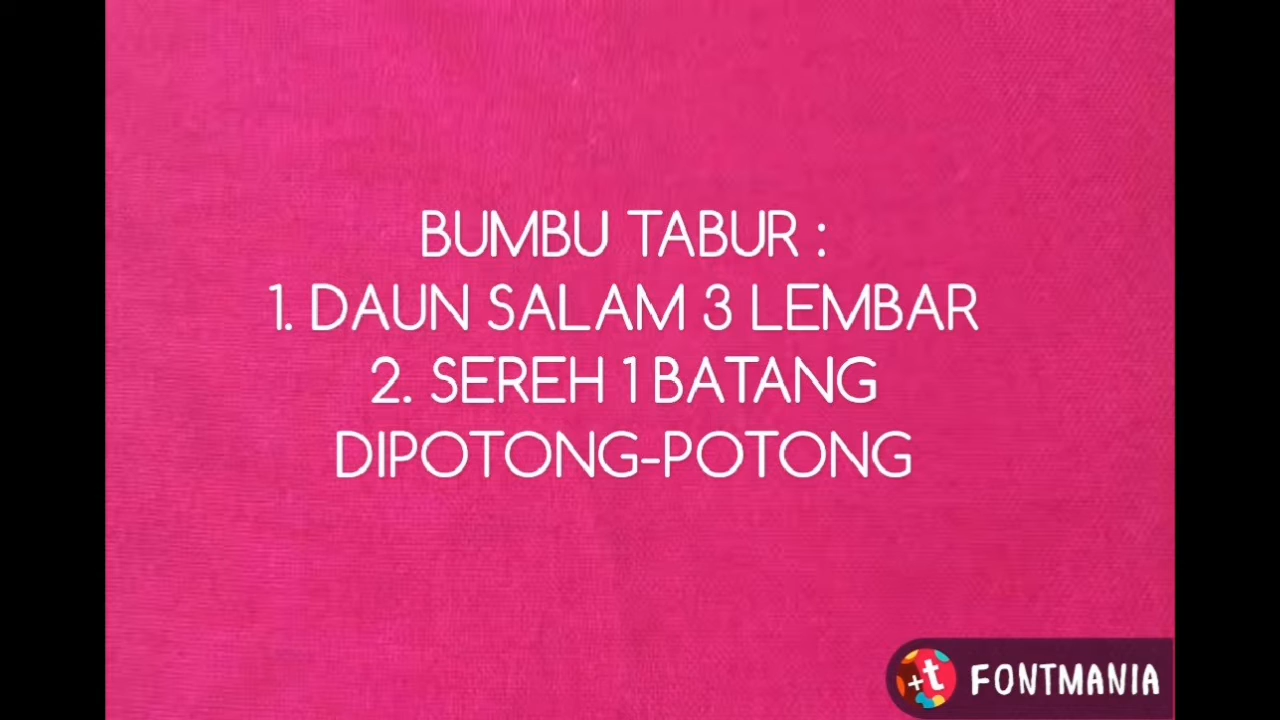 BUMBU TABUR :
1. DAUN SALAM 3 LEMBAR
2. SEREH 1 BATANG
DIPOTONG-POTONG
+t FONTMANIA